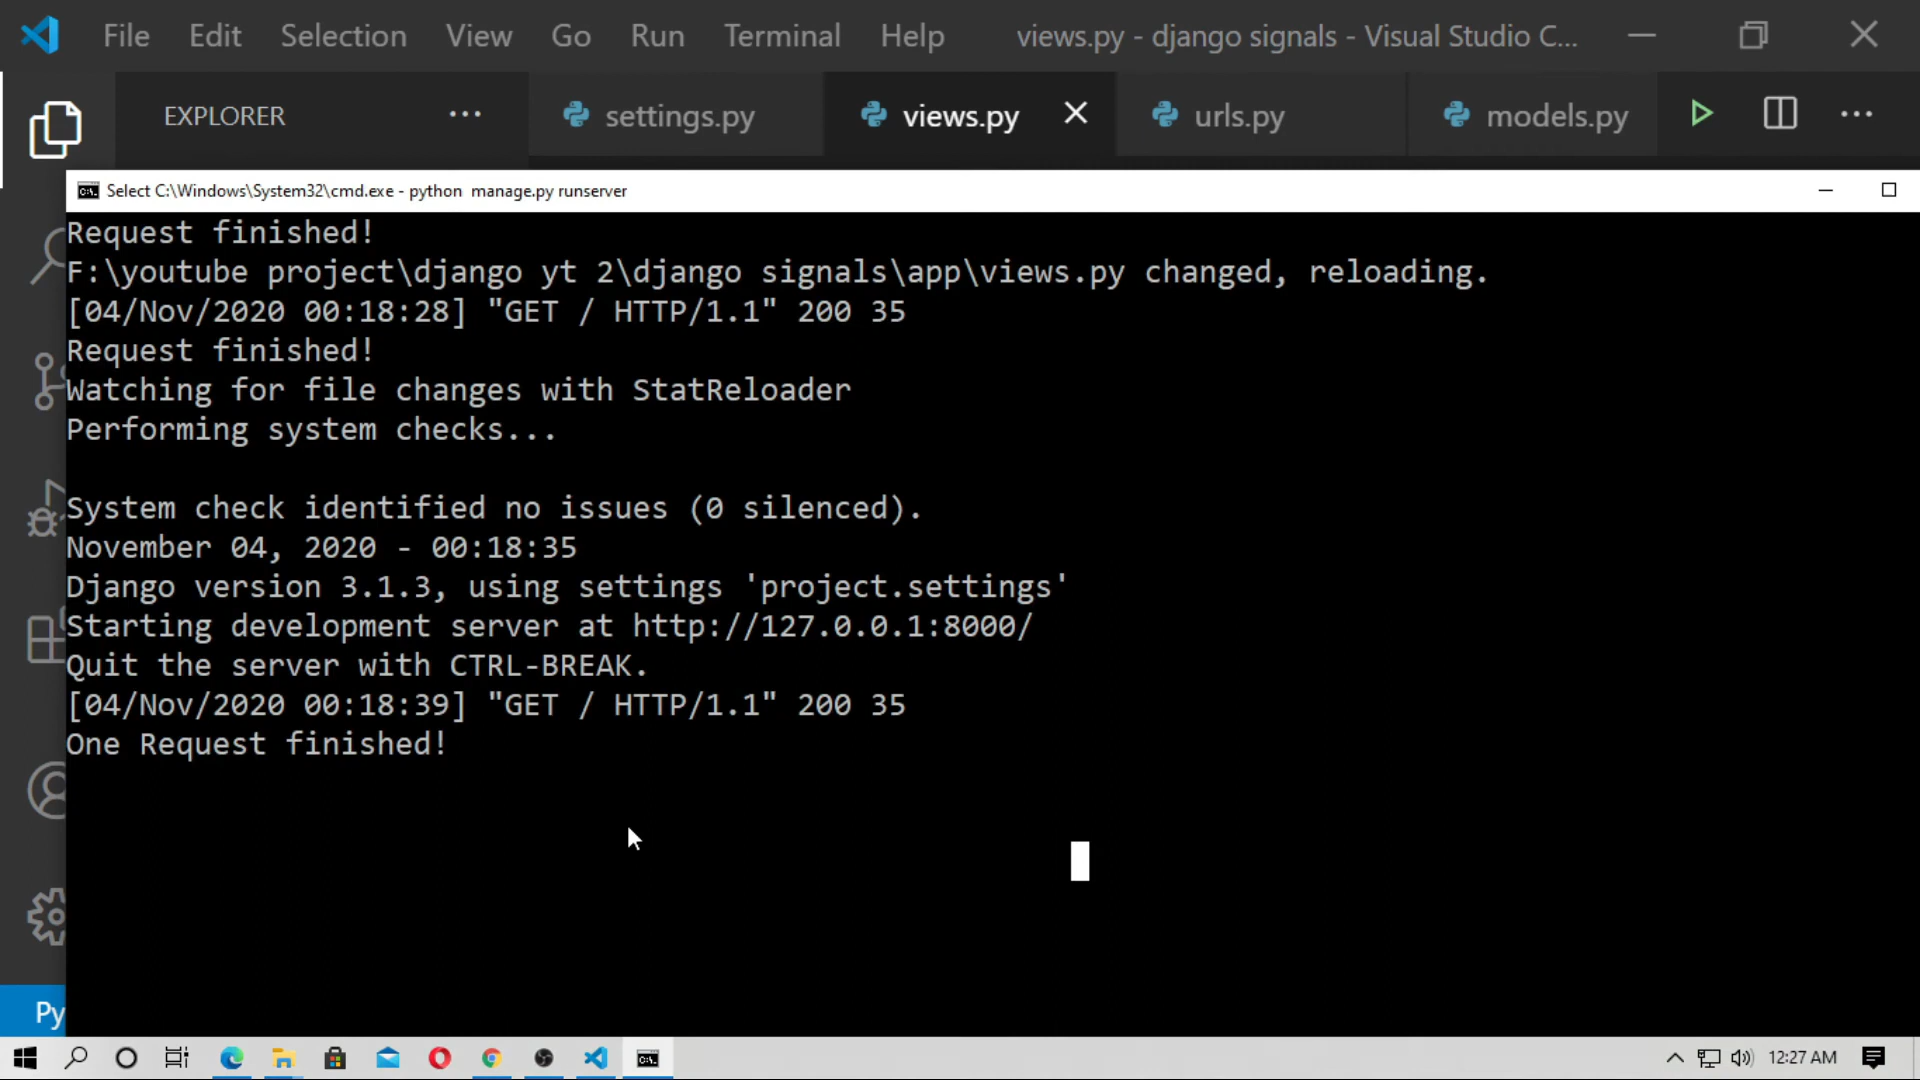 File Edit Selection View Go Run Terminal Help views.py - django signals - Visual Studio C...
EXPLORER ... settings.py views.py urls.py models.py ...
Select C:\Windows\System32\cmd.exe - python  manage.py runserver
Request finished!
F:\youtube project\django yt 2\django signals\app\views.py changed, reloading.
[04/Nov/2020 00:18:28] "GET / HTTP/1.1" 200 35
Request finished!
Watching for file changes with StatReloader
Performing system checks...
System check identified no issues (0 silenced).
November 04, 2020 - 00:18:35
Django version 3.1.3, using settings 'project.settings'
Starting development server at http://127.0.0.1:8000/
Quit the server with CTRL-BREAK.
[04/Nov/2020 00:18:39] "GET / HTTP/1.1" 200 35
One Request finished!
Py
12:27 AM